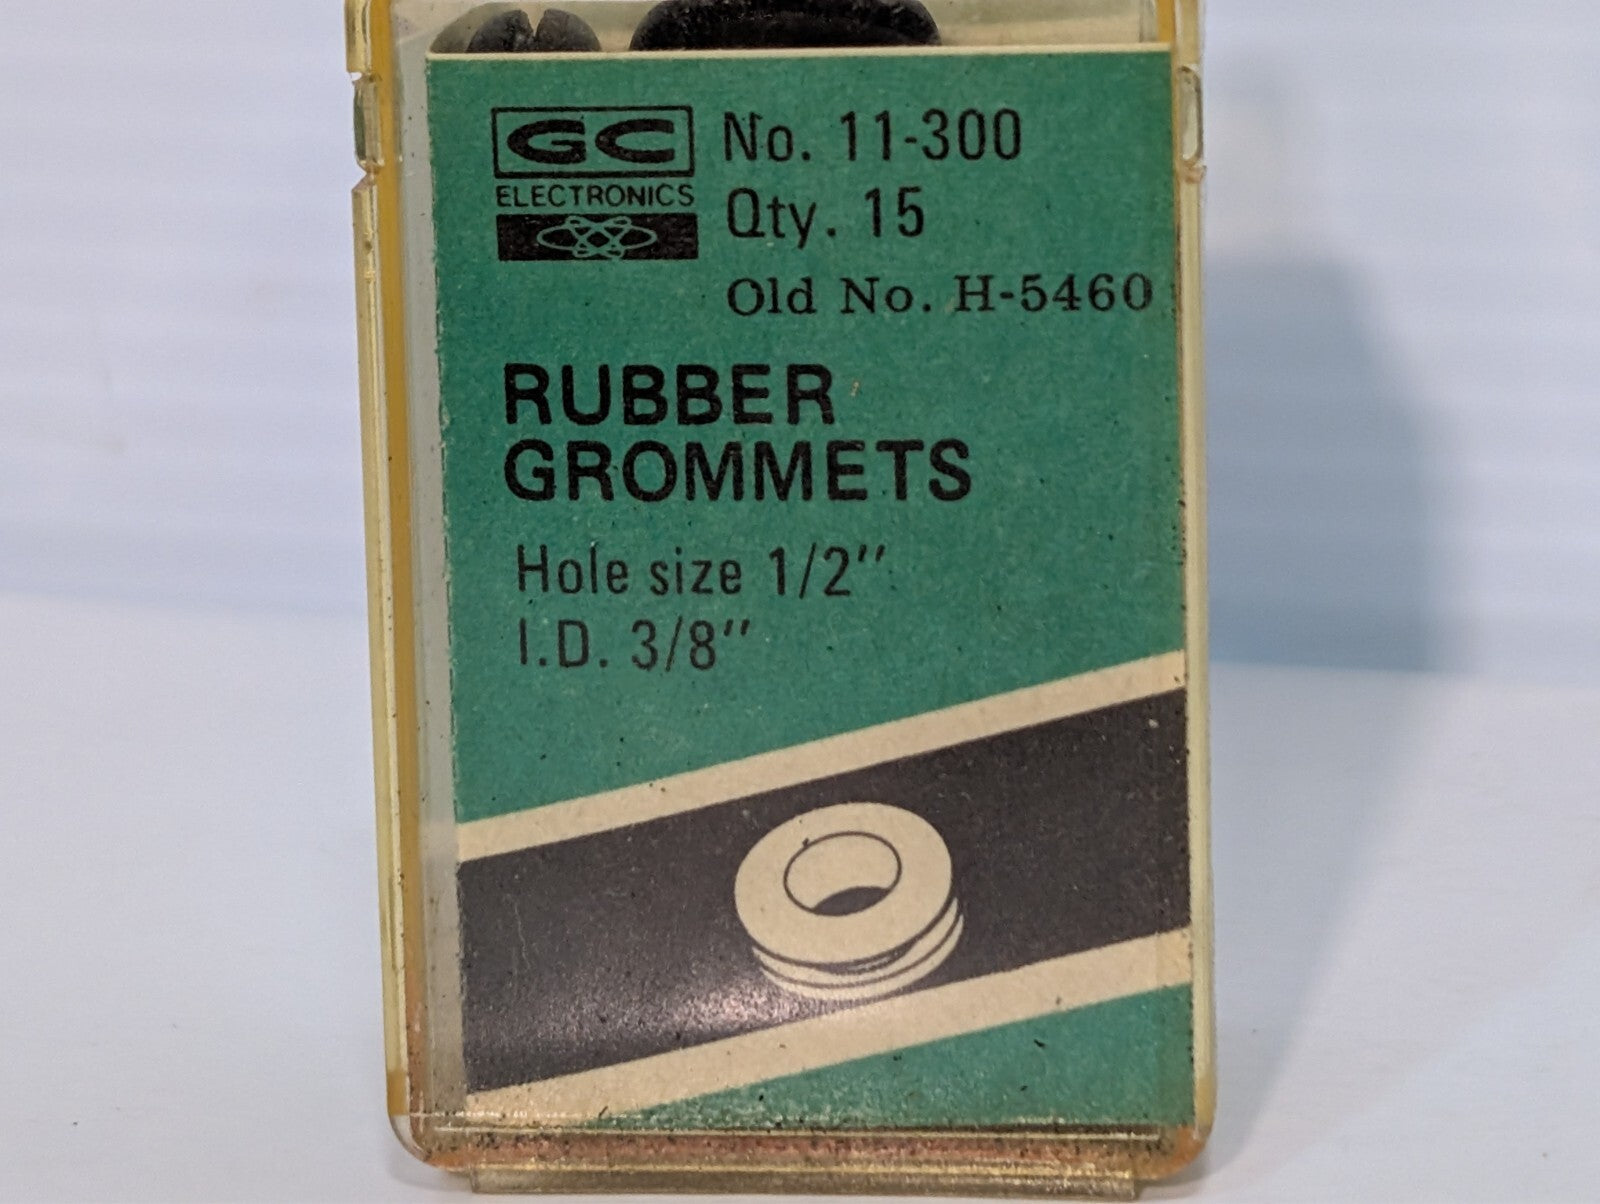 GC
ELECTRONICS
No. 11-300
Qty. 15
Old No. H-5460
RUBBER
GROMMETS
Hole size 1/2"
I.D. 3/8"